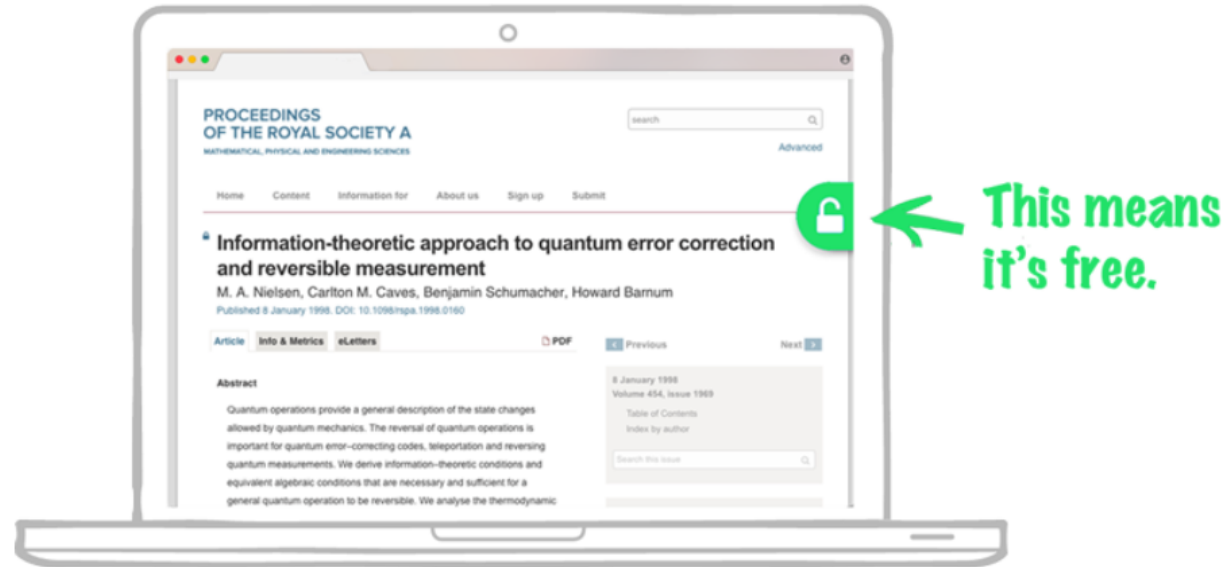 PROCEEDINGS
OF THE ROYAL SOCIETY A
MATHEMATICAL, PHYSICAL AND ENGINEERING SCIENCES
search
Advanced
Home Content Information for About us Sign up Submit
Information-theoretic approach to quantum error correction
and reversible measurement
M. A. Nielsen, Carlton M. Caves, Benjamin Schumacher, Howard Barnum
Published 8 January 1998. DOI: 10.1098/rspa.1998.0160
Article Info & Metrics eLetters PDF
Abstract
Quantum operations provide a general description of the state changes
allowed by quantum mechanics. The reversal of quantum operations is
important for quantum error–correcting codes, teleportation and reversing
quantum measurements. We derive information–theoretic conditions and
equivalent algebraic conditions that are necessary and sufficient for a
general quantum operation to be reversible. We analyse the thermodynamic
Previous Next
8 January 1998
Volume 454, issue 1969
Table of Contents
Index by author
Search this issue
This means
it's free.